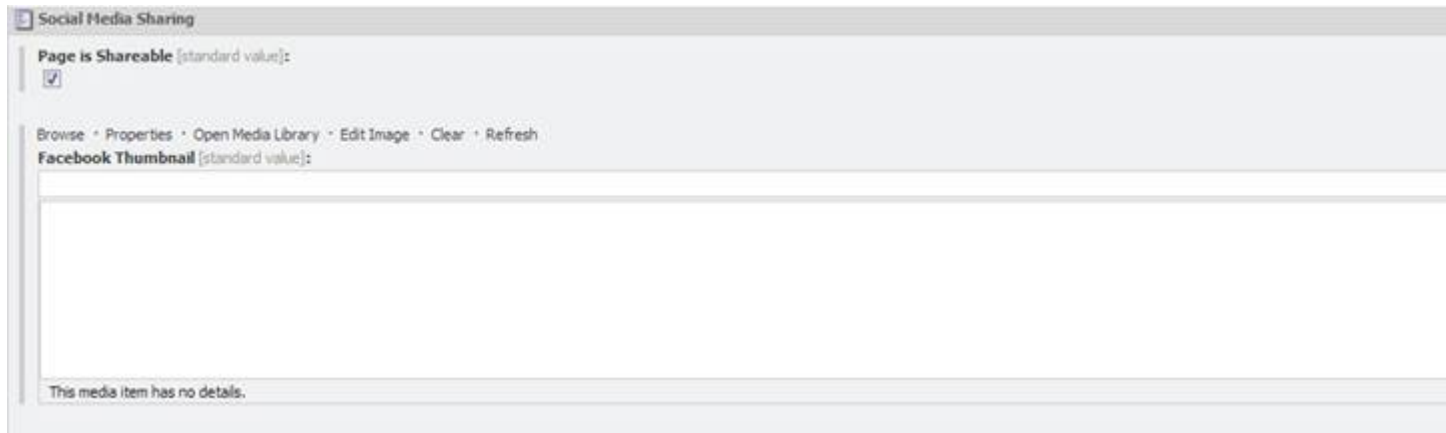 Social Media Sharing
Page is Shareable [standard value]:
Browse · Properties · Open Media Library · Edit Image · Clear · Refresh
Facebook Thumbnail [standard value]:
This media item has no details.